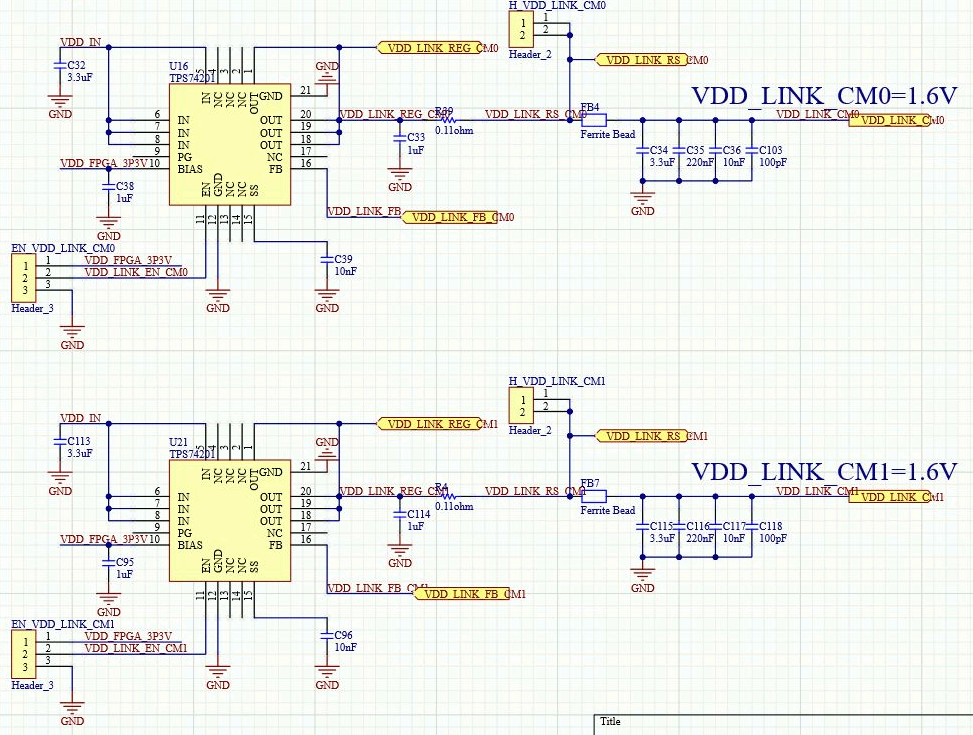 H_VDD_LINK_CM0
1
2
1
2
Header_2
VDD_IN
C32
3.3uF
GND
U16
TPS74201
5
4
3
2
1
IN
NC
NC
NC
OUT
GND
21
GND
VDD_LINK_REG_CM0
VDD_LINK_RS_CM0
VDD_LINK_CM0=1.6V
6 IN
7 IN
8 IN
9 PG
10 BIAS
OUT 20
OUT 19
OUT 18
NC 17
FB 16
VDD_LINK_REG_CM0
R39
0.11ohm
VDD_LINK_RS_CM0
FB4
Ferrite Bead
VDD_LINK_CM0
VDD_LINK_CM0
C33
1uF
GND
C34
3.3uF
C35
220nF
C36
10nF
C103
100pF
GND
VDD_FPGA_3P3V
C38
1uF
GND
EN
GND
NC
NC
SS
11
12
13
14
15
VDD_LINK_FB
VDD_LINK_FB_CM0
EN_VDD_LINK_CM0
1
2
3
1
2
3
VDD_FPGA_3P3V
VDD_LINK_EN_CM0
Header_3
GND
GND
C39
10nF
GND
H_VDD_LINK_CM1
1
2
1
2
Header_2
VDD_IN
C113
3.3uF
GND
U21
TPS74201
5
4
3
2
1
IN
NC
NC
NC
OUT
GND
21
GND
VDD_LINK_REG_CM1
VDD_LINK_RS_CM1
VDD_LINK_CM1=1.6V
6 IN
7 IN
8 IN
9 PG
10 BIAS
OUT 20
OUT 19
OUT 18
NC 17
FB 16
VDD_LINK_REG_CM1
R4
0.11ohm
VDD_LINK_RS_CM1
FB7
Ferrite Bead
VDD_LINK_CM1
VDD_LINK_CM1
C114
1uF
GND
C115
3.3uF
C116
220nF
C117
10nF
C118
100pF
GND
VDD_FPGA_3P3V
C95
1uF
GND
EN
GND
NC
NC
SS
11
12
13
14
15
VDD_LINK_FB_CM1
VDD_LINK_FB_CM1
EN_VDD_LINK_CM1
1
2
3
1
2
3
VDD_FPGA_3P3V
VDD_LINK_EN_CM1
Header_3
GND
GND
C96
10nF
GND
Title